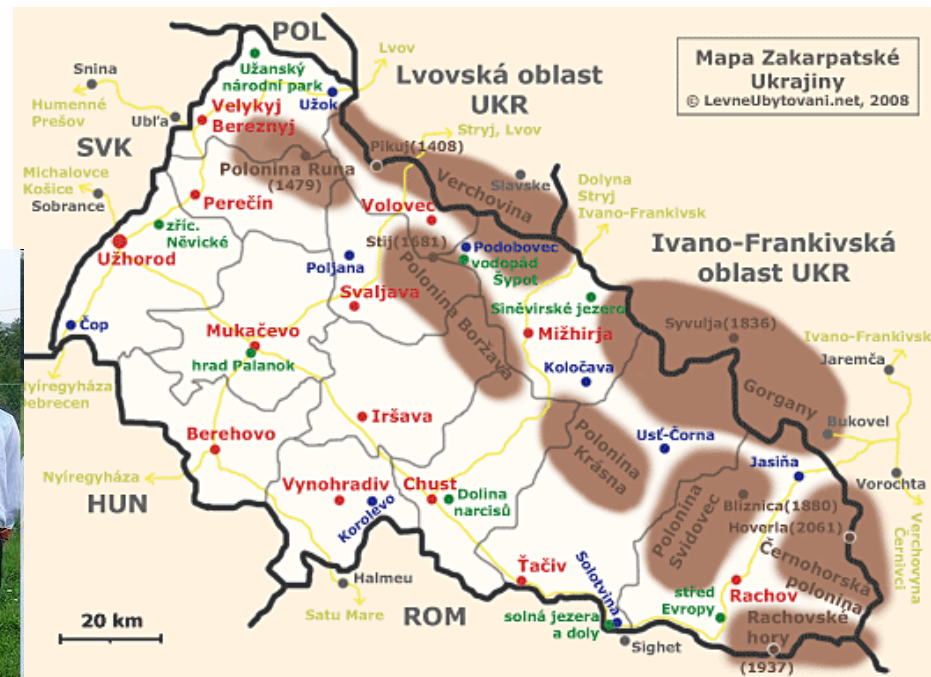 POL
Mapa Zakarpatské
Ukrajiny
© LevneUbytovani.net, 2008
Lvov
Snina
Užanský
národní park
Lvovská oblast
UKR
Humenné
Prešov
Velykyj
Bereznyj
Užok
Ubľa
Stryj, Lvov
SVK
Pikuj(1408)
Polonina Runa
(1479)
Verchovina
Slavske
Michalovce
Košice
Sobrance
Dolyna
Stryj
Ivano-Frankivsk
Perečín
Volovec
zříc.
Něvické
Stij(1681)
Podobovec
vodopád
Šypot
Ivano-Frankivská
oblast UKR
Užhorod
Poljana
Svaljava
Polonina Boržava
Siněvirské jezero
Čop
Mukačevo
hrad Palanok
Mižhirja
Syvulja(1836)
Ivano-Frankivsk
Jaremča
Koločava
Gorgany
Nyíregyháza
Debrecen
Iršava
Bukovel
Berehovo
Polonina
Krásna
Usť-Čorna
Jasiňa
Nyíregyháza
HUN
Vynohradiv
Korolevo
Chust
Dolina
narcisů
Polonina
Svidovec
Bliznica(1880)
Hoverla(2061)
Vorochta
Verchovyna
Černivci
Černohorská
polonina
Halmeu
Ťačiv
Solotvina
Rachov
Satu Mare
ROM
solná jezera
a doly
střed
Evropy
Rachovské
hory
(1937)
Sighet
20 km